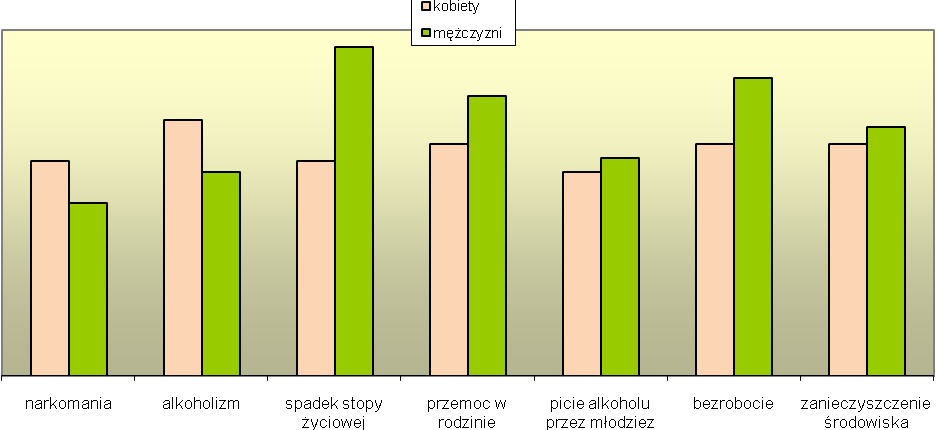 kobiety
mężczyzni
narkomania
alkoholizm
spadek stopy
życiowej
przemoc w
rodzinie
picie alkoholu
przez młodziez
bezrobocie
zanieczyszczenie
środowiska